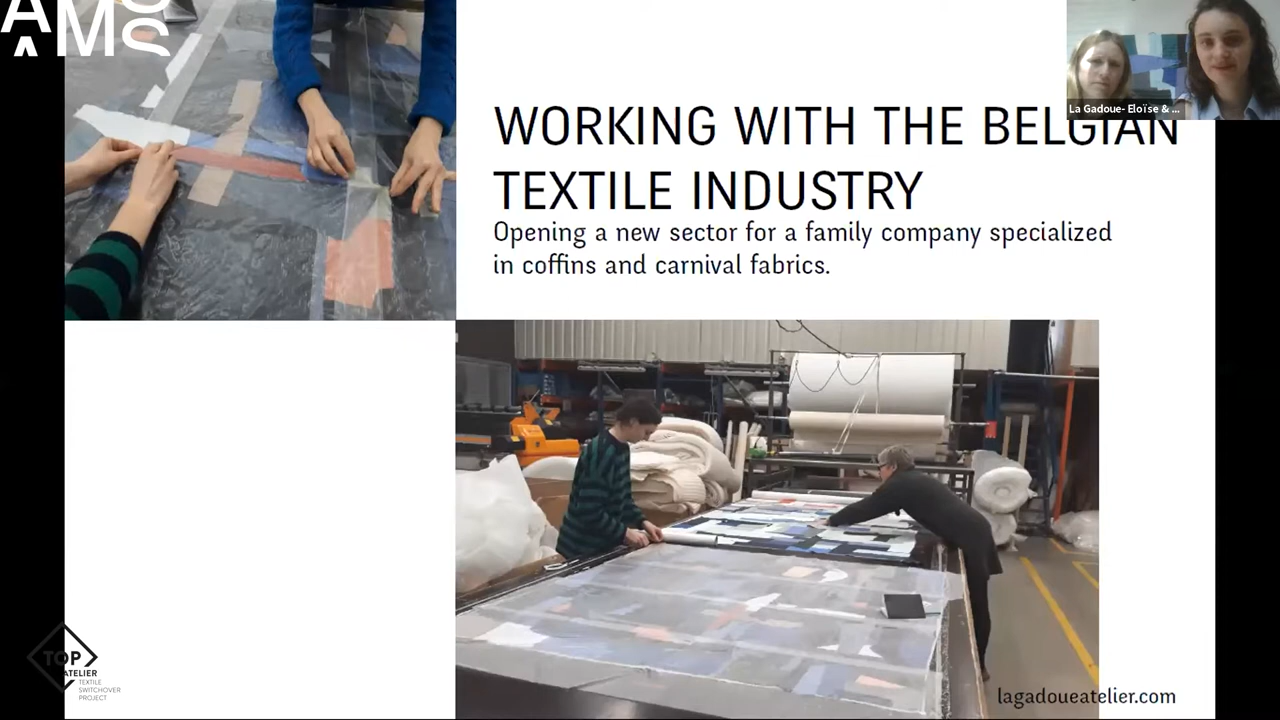 AMS
AMS
La Gadoue- Eloïse & ...
WORKING WITH THE BELGIAN
TEXTILE INDUSTRY
Opening a new sector for a family company specialized
in coffins and carnival fabrics.
TOP
ATELIER
TEXTILE
SWITCHOVER
PROJECT
lagadoueatelier.com